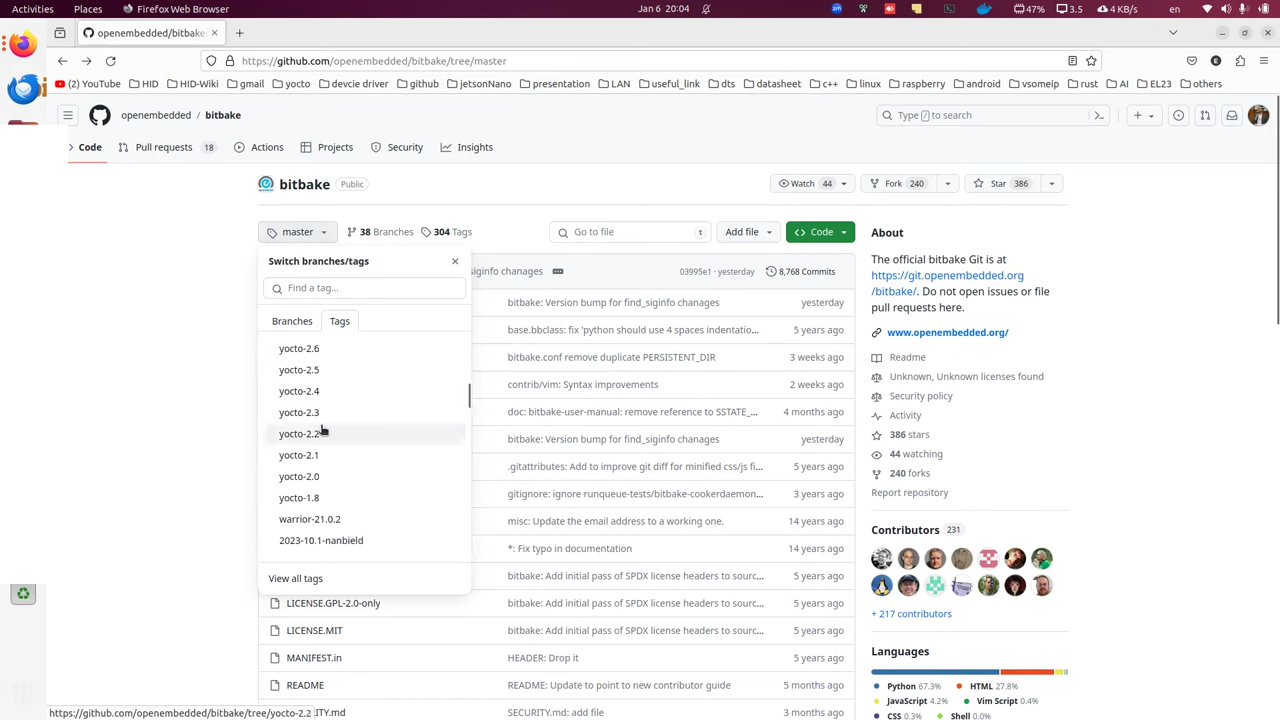 Activities Places Firefox Web Browser Jan 6 20:04 47% 3.5 4 KB/s en
openembedded/bitbake
https://github.com/openembedded/bitbake/tree/master
(2) YouTube HID HID-Wiki gmail yocto devcie driver github jetsonNano presentation LAN useful_link dts datasheet c++ linux raspberry android vsomeip rust AI EL23 others
openembedded / bitbake Type / to search
Code Pull requests 18 Actions Projects Security Insights
bitbake Public Watch 44 Fork 240 Star 386
master 38 Branches 304 Tags Go to file t Add file Code
Switch branches/tags
Find a tag...
Branches Tags
yocto-2.6
yocto-2.5
yocto-2.4
yocto-2.3
yocto-2.2
yocto-2.1
yocto-2.0
yocto-1.8
warrior-21.0.2
2023-10.1-nanbield
View all tags
siginfo chanages 03995e1 · yesterday 8,768 Commits
bitbake: Version bump for find_siginfo chanages yesterday
base.bbclass: fix 'python should use 4 spaces indentatio... 5 years ago
bitbake.conf remove duplicate PERSISTENT_DIR 3 weeks ago
contrib/vim: Syntax improvements 2 weeks ago
doc: bitbake-user-manual: remove reference to SSTATE_... 4 months ago
bitbake: Version bump for find_siginfo chanages yesterday
.gitattributes: Add to improve git diff for minified css/js fi... 5 years ago
gitignore: ignore runqueue-tests/bitbake-cookerdaemon... 3 years ago
misc: Update the email address to a working one. 14 years ago
*: Fix typo in documentation 14 years ago
bitbake: Add initial pass of SPDX license headers to sourc... 5 years ago
LICENSE.GPL-2.0-only bitbake: Add initial pass of SPDX license headers to sourc... 5 years ago
LICENSE.MIT bitbake: Add initial pass of SPDX license headers to sourc... 5 years ago
MANIFEST.in HEADER: Drop it 5 years ago
README README: Update to point to new contributor guide 5 months ago
ITY.md SECURITY.md: add file 3 months ago
About
The official bitbake Git is at
https://git.openembedded.org
/bitbake/. Do not open issues or file
pull requests here.
www.openembedded.org/
Readme
Unknown, Unknown licenses found
Security policy
Activity
386 stars
44 watching
240 forks
Report repository
Contributors 231
+ 217 contributors
Languages
Python 67.3% HTML 27.8%
JavaScript 4.2% Vim Script 0.4%
CSS 0.3% Shell 0.0%
https://github.com/openembedded/bitbake/tree/yocto-2.2